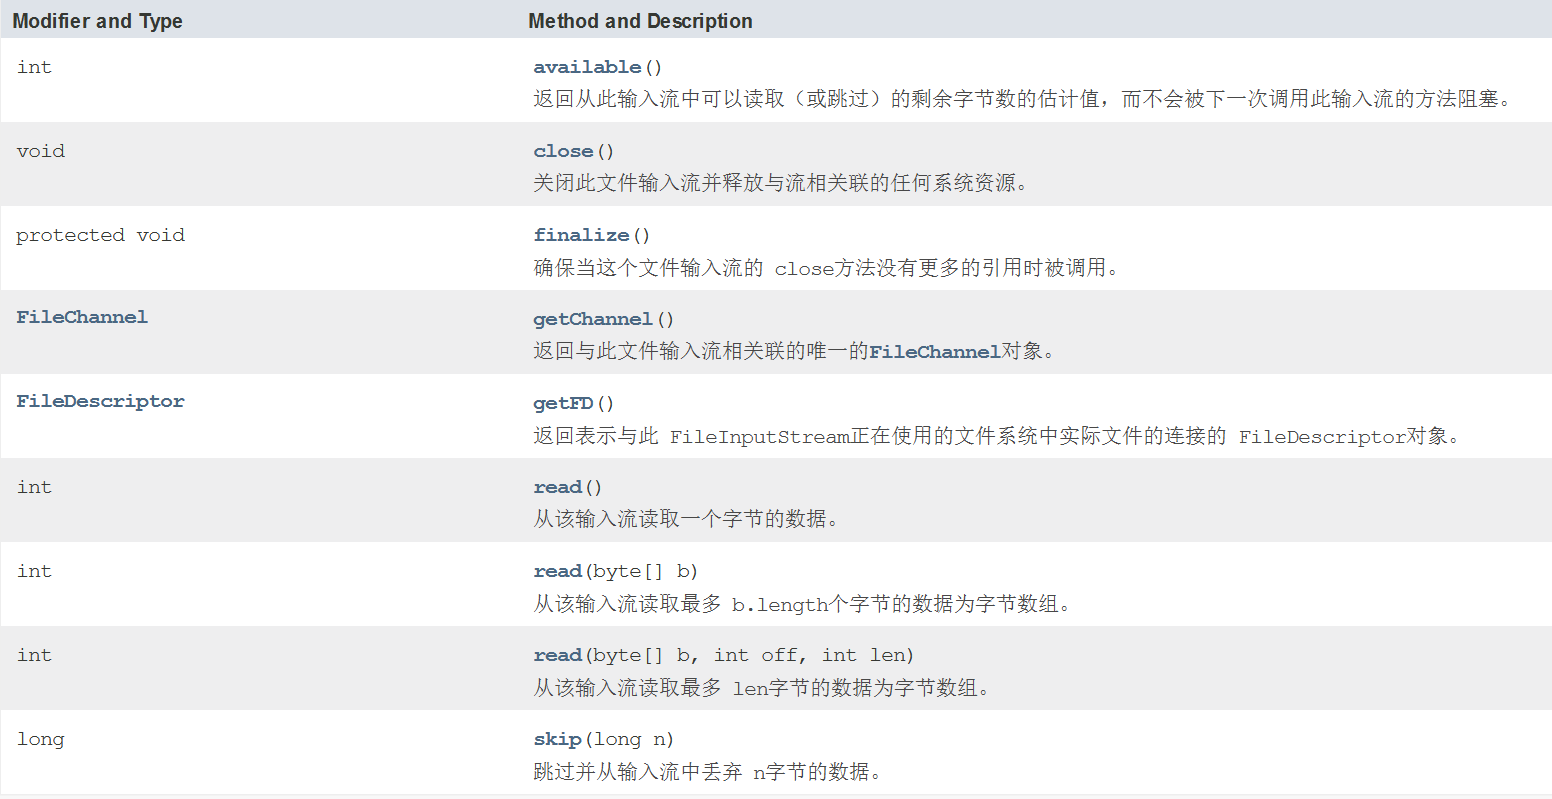 Modifier and Type Method and Description
int available()
返回从此输入流中可以读取（或跳过）的剩余字节数的估计值，而不会被下一次调用此输入流的方法阻塞。
void close()
关闭此文件输入流并释放与流相关联的任何系统资源。
protected void finalize()
确保当这个文件输入流的 close方法没有更多的引用时被调用。
FileChannel getChannel()
返回与此文件输入流相关联的唯一的FileChannel对象。
FileDescriptor getFD()
返回表示与此 FileInputStream正在使用的文件系统中实际文件的连接的 FileDescriptor对象。
int read()
从该输入流读取一个字节的数据。
int read(byte[] b)
从该输入流读取最多 b.length个字节的数据为字节数组。
int read(byte[] b, int off, int len)
从该输入流读取最多 len字节的数据为字节数组。
long skip(long n)
跳过并从输入流中丢弃 n字节的数据。